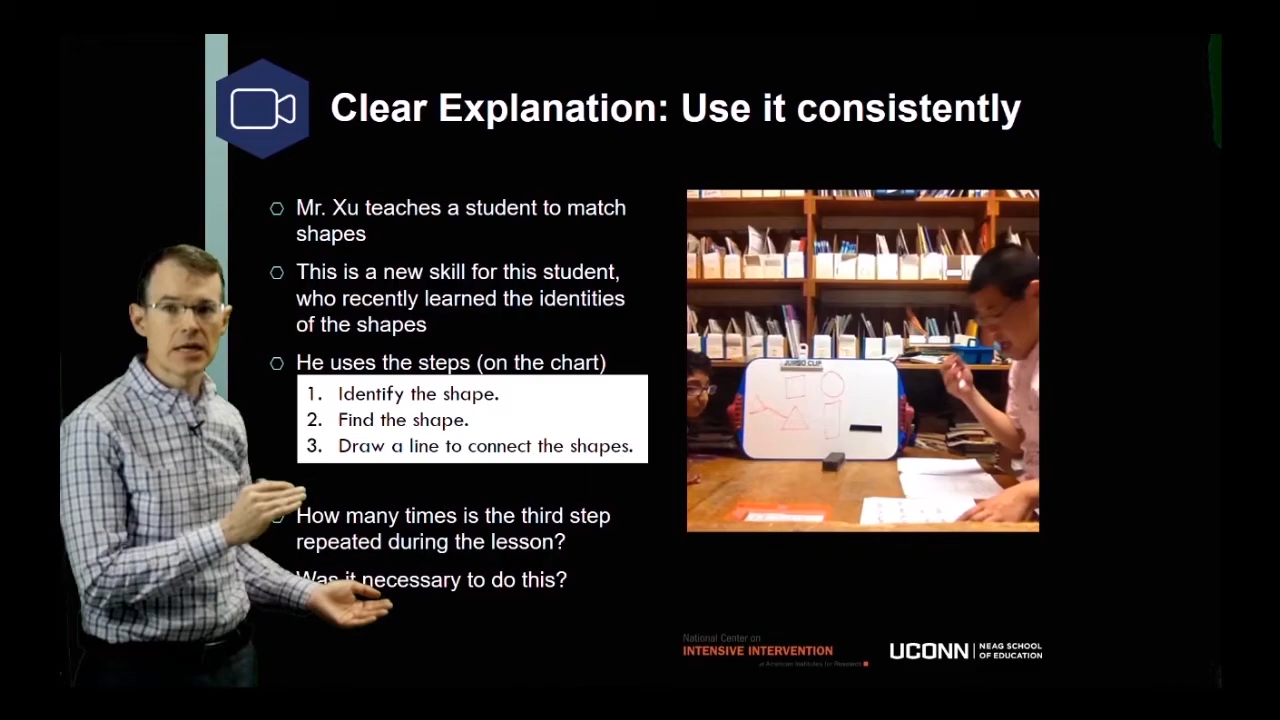 Clear Explanation: Use it consistently
Mr. Xu teaches a student to match
shapes
This is a new skill for this student,
who recently learned the identities
of the shapes
He uses the steps (on the chart)
1. Identify the shape.
2. Find the shape.
3. Draw a line to connect the shapes.
How many times is the third step
repeated during the lesson?
Was it necessary to do this?
JUMBO CLIP
National Center on
INTENSIVE INTERVENTION
at American Institutes for Research
UCONN | NEAG SCHOOL
OF EDUCATION